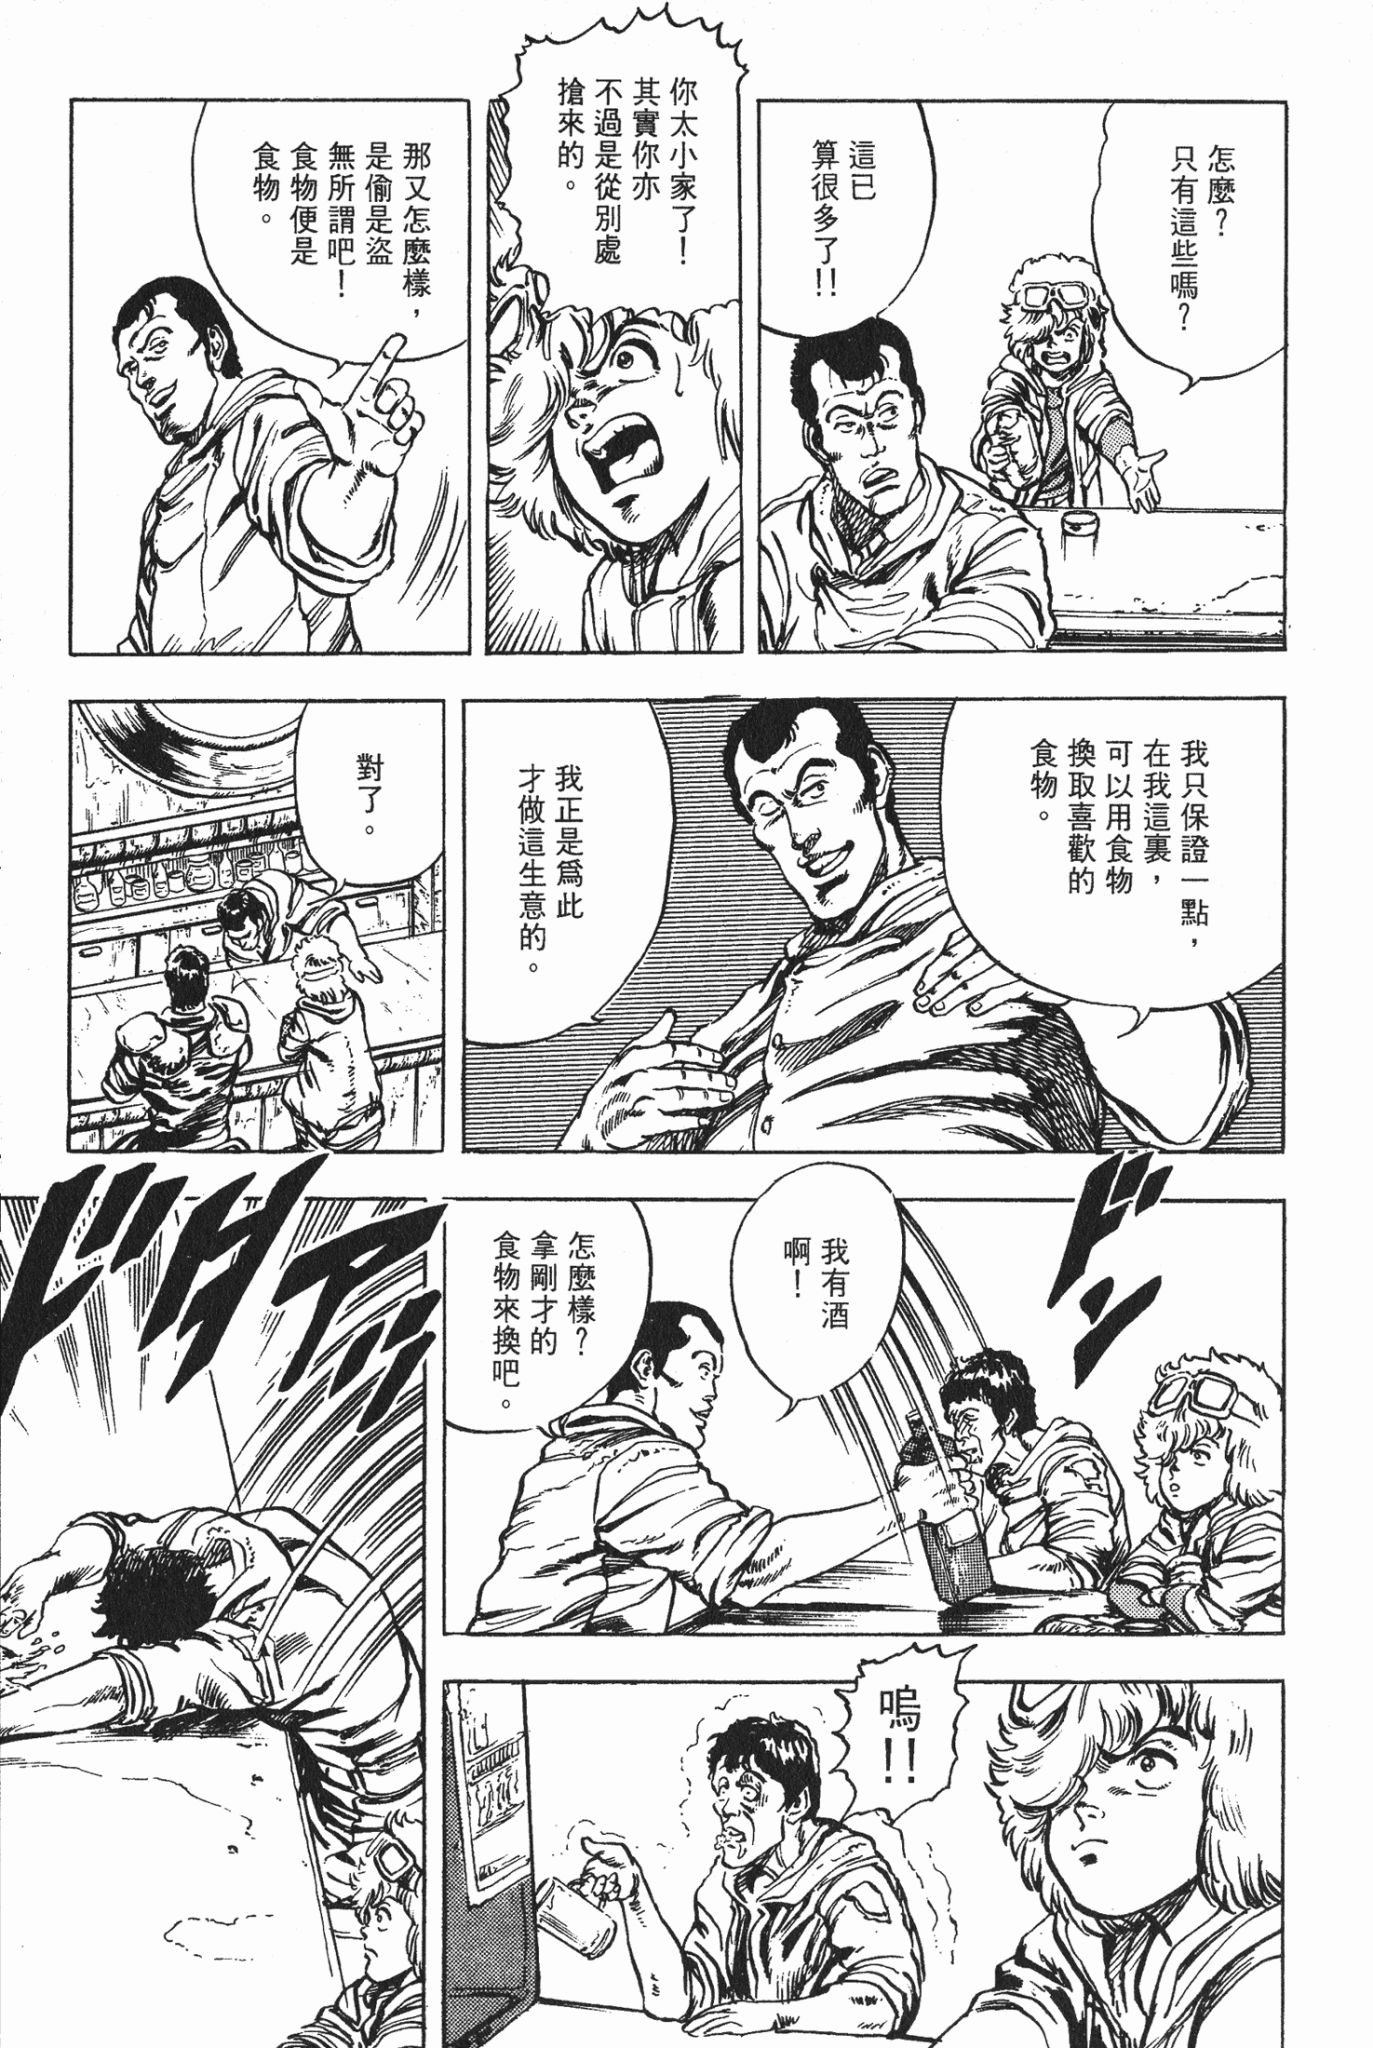 怎麼？
只有這些嗎？
這已
算很多了!!
你太小家了！
其實你亦
不過是從別處
搶來的。
那又怎麼樣，
是偷是盜
無所謂吧！
食物便是
食物。
我只保證一點，
在我這裏，
可以用食物
換取喜歡的
食物。
我正是爲此
才做這生意的。
對了。
ドン
我有酒
啊！
怎麼樣？
拿剛才的
食物來換吧。
嗚!!
ドタアッ